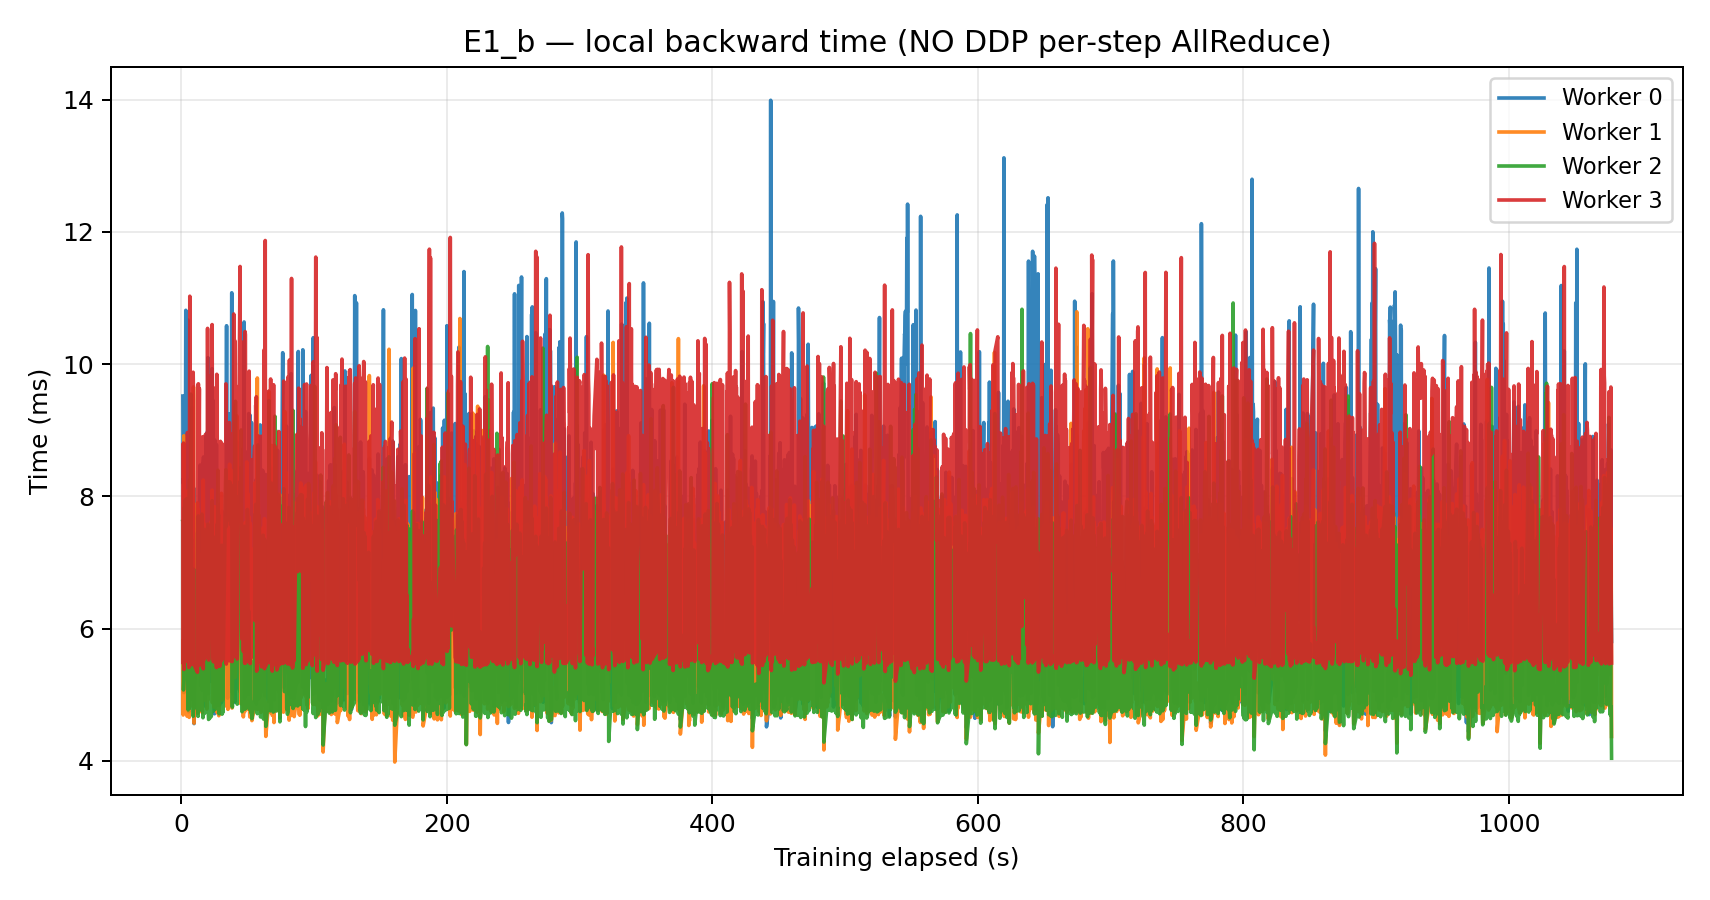 E1_b — local backward time (NO DDP per-step AllReduce)
Worker 0
Worker 1
Worker 2
Worker 3
Time (ms)
14
12
10
8
6
4
0
200
400
600
800
1000
Training elapsed (s)